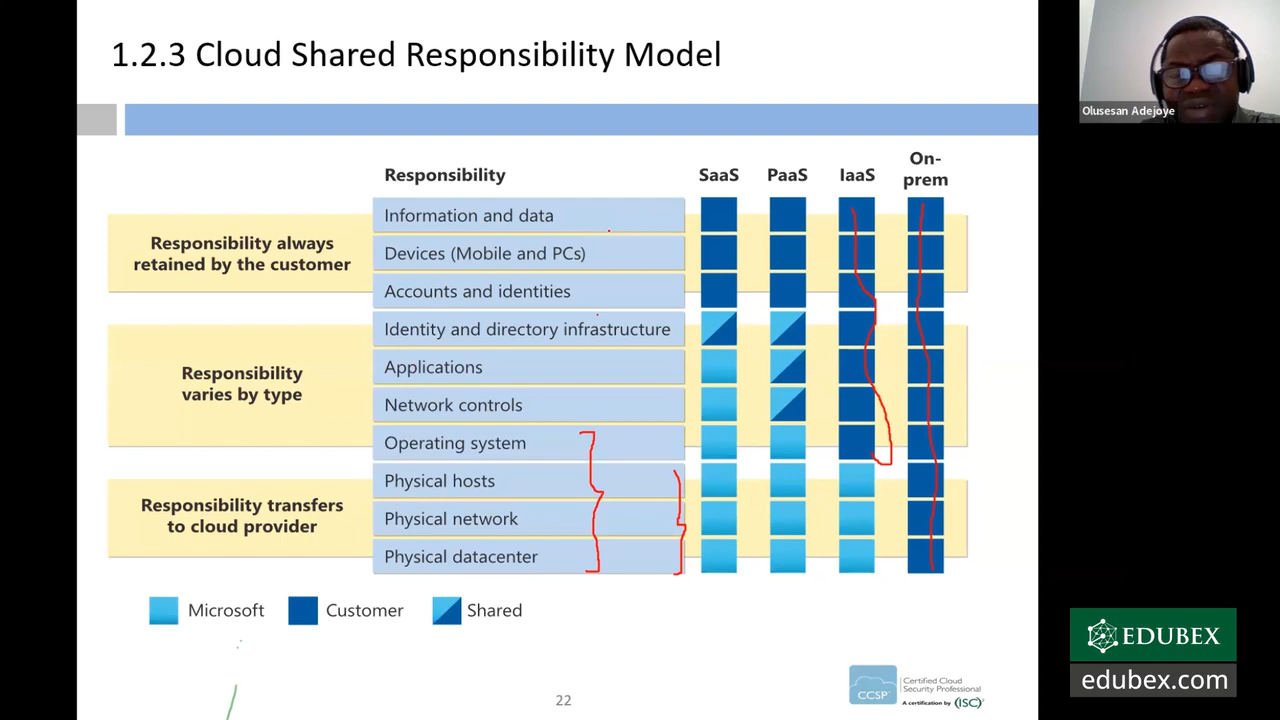 1.2.3 Cloud Shared Responsibility Model
Olusesan Adejoye
Responsibility
SaaS
PaaS
IaaS
On-
prem
Responsibility always
retained by the customer
Information and data
Devices (Mobile and PCs)
Accounts and identities
Responsibility
varies by type
Identity and directory infrastructure
Applications
Network controls
Operating system
Responsibility transfers
to cloud provider
Physical hosts
Physical network
Physical datacenter
Microsoft
Customer
Shared
22
CCSP
Certified Cloud
Security Professional
A certification by (ISC)²
EDUBEX
edubex.com